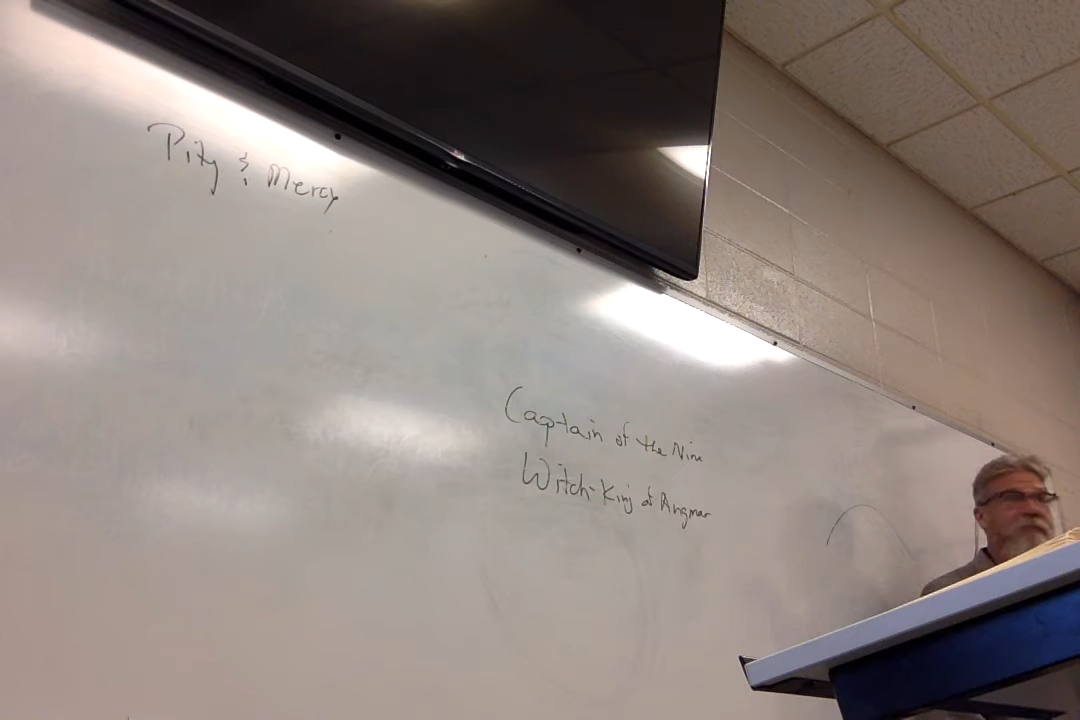 Pity & Mercy
Captain of the Nine
Witch-King of Angmar